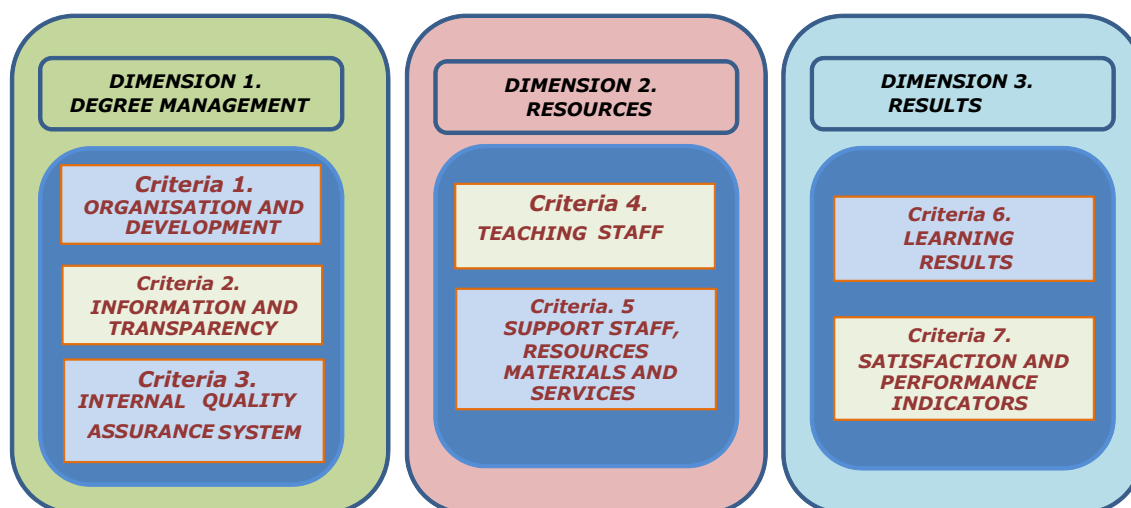 DIMENSION 1.
DEGREE MANAGEMENT
Criteria 1.
ORGANISATION AND
DEVELOPMENT
Criteria 2.
INFORMATION AND
TRANSPARENCY
Criteria 3.
INTERNAL QUALITY
ASSURANCE SYSTEM
DIMENSION 2.
RESOURCES
Criteria 4.
TEACHING STAFF
Criteria. 5
SUPPORT STAFF,
RESOURCES
MATERIALS AND
SERVICES
DIMENSION 3.
RESULTS
Criteria 6.
LEARNING
RESULTS
Criteria 7.
SATISFACTION AND
PERFORMANCE
INDICATORS